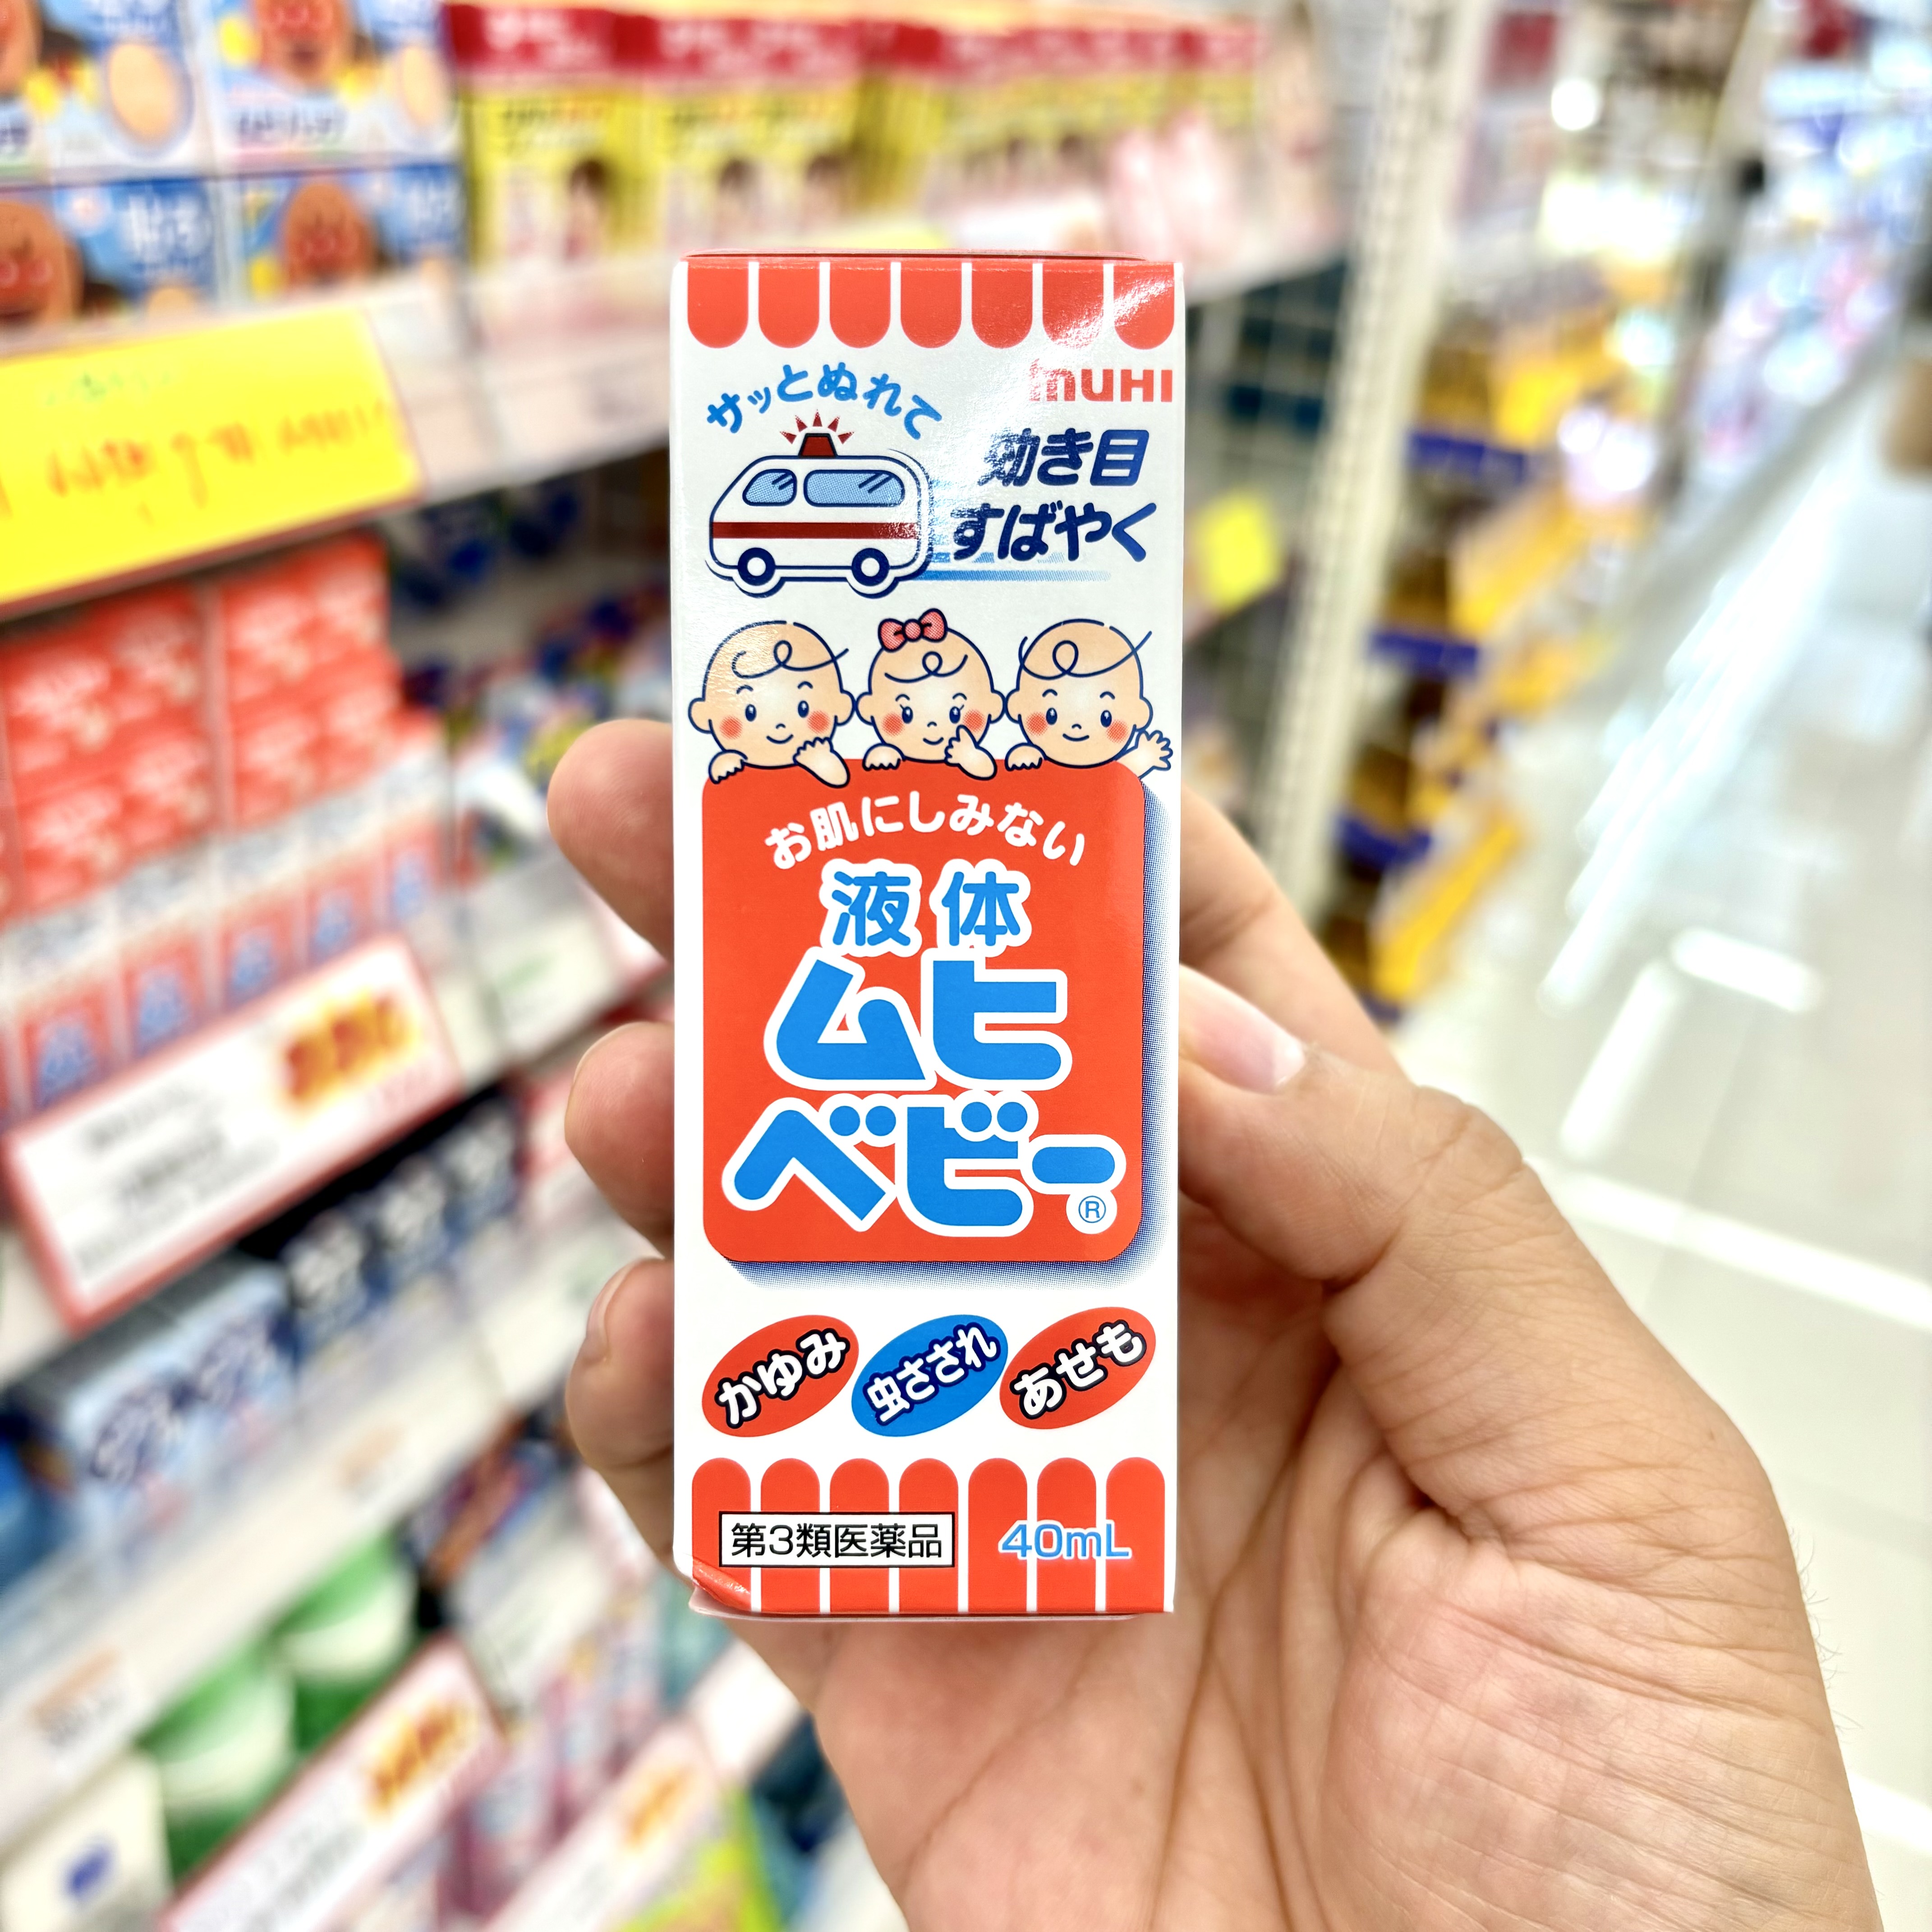 muHI
サッとぬれて
効き目
すばやく
お肌にしみない
液体
ムヒ
ベビー®
かゆみ
虫さされ
あせも
第3類医薬品
40mL